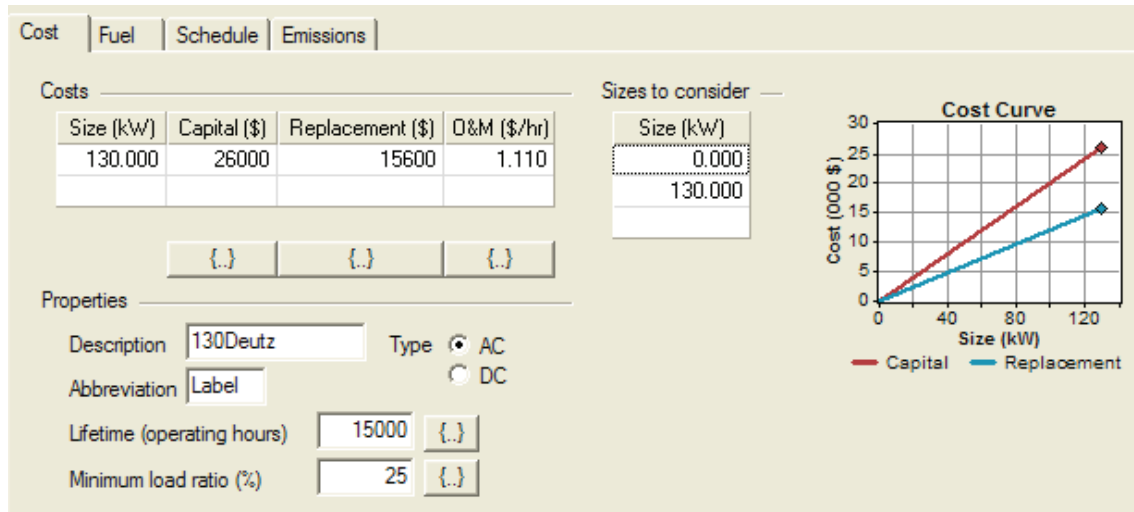 Cost Fuel Schedule Emissions
Costs
Size (kW) Capital ($) Replacement ($) O&M ($/hr)
130.000 26000 15600 1.110
{..} {..} {..}
Properties
Description 130Deutz Type AC
DC
Abbreviation Label
Lifetime (operating hours) 15000 {..}
Minimum load ratio (%) 25 {..}
Sizes to consider
Size (kW)
0.000
130.000
Cost Curve
Cost (000 $)
30
25
20
15
10
5
0
0 40 80 120
Size (kW)
Capital Replacement